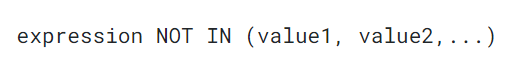 expression NOT IN (value1, value2,...)